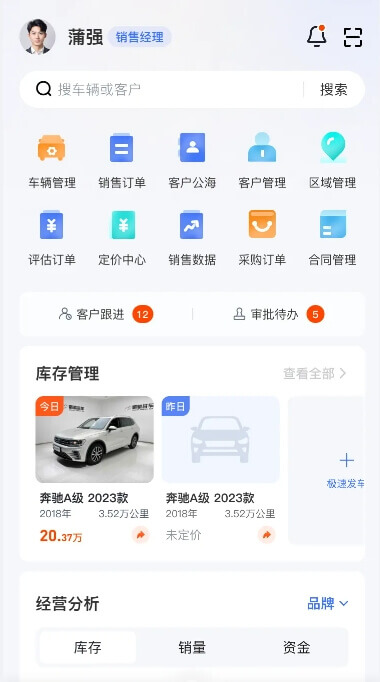 蒲强 销售经理
搜车辆或客户 搜索
车辆管理 销售订单 客户公海 客户管理 区域管理
评估订单 定价中心 销售数据 采购订单 合同管理
客户跟进 12 审批待办 5
库存管理 查看全部
今日 昨日
奔驰A级 2023款 奔驰A级 2023款 极速发车
2018年 3.52万公里 2018年 3.52万公里
20.37万 未定价
经营分析 品牌
库存 销量 资金